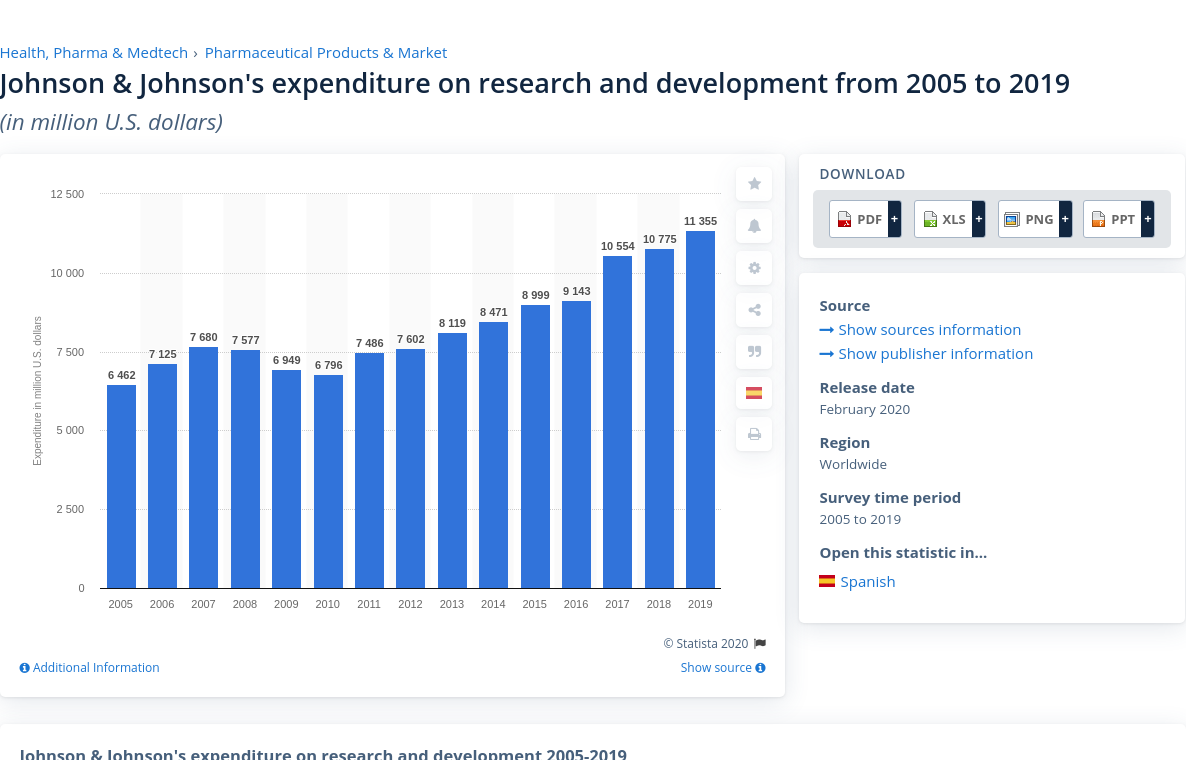 Health, Pharma & Medtech › Pharmaceutical Products & Market
Johnson & Johnson's expenditure on research and development from 2005 to 2019
(in million U.S. dollars)
12 500
10 000
7 500
5 000
2 500
0
Expenditure in million U.S. dollars
6 462
7 125
7 680
7 577
6 949
6 796
7 486
7 602
8 119
8 471
8 999
9 143
10 554
10 775
11 355
2005 2006 2007 2008 2009 2010 2011 2012 2013 2014 2015 2016 2017 2018 2019
© Statista 2020
Additional Information
Show source
DOWNLOAD
PDF + XLS + PNG + PPT +
Source
Show sources information
Show publisher information
Release date
February 2020
Region
Worldwide
Survey time period
2005 to 2019
Open this statistic in...
Spanish
Johnson & Johnson's expenditure on research and development 2005-2019